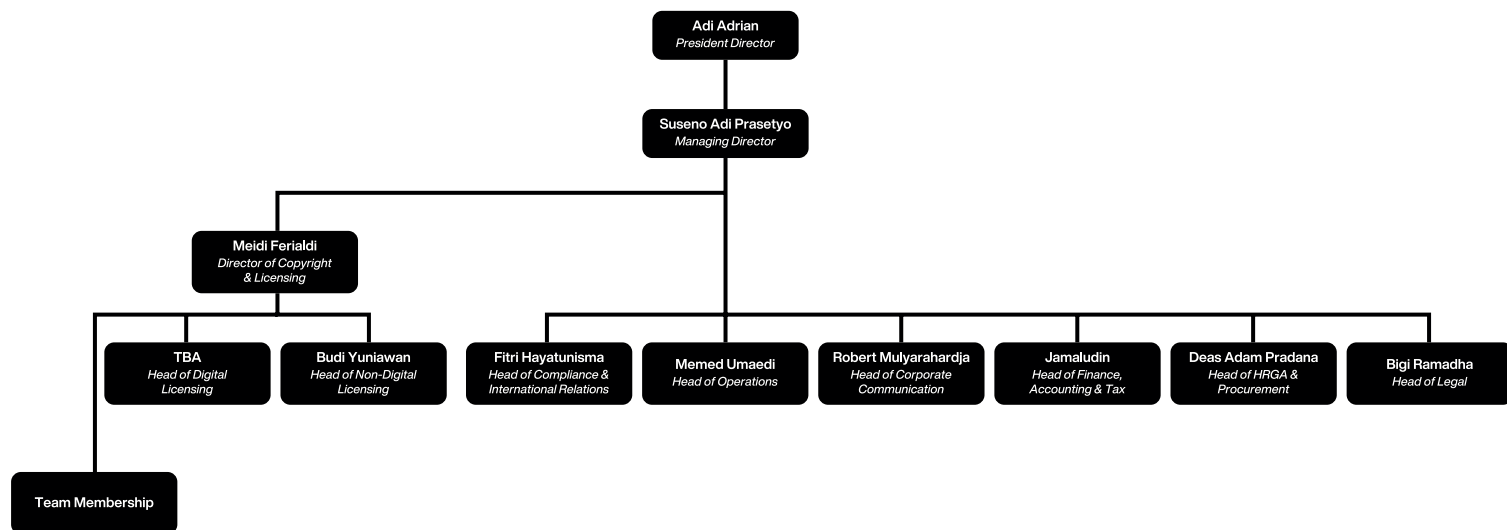 Adi Adrian
President Director
Suseno Adi Prasetyo
Managing Director
Meidi Ferialdi
Director of Copyright
& Licensing
TBA
Head of Digital
Licensing
Budi Yuniawan
Head of Non-Digital
Licensing
Fitri Hayatunisma
Head of Compliance &
International Relations
Memed Umaedi
Head of Operations
Robert Mulyarahardja
Head of Corporate
Communication
Jamaludin
Head of Finance,
Accounting & Tax
Deas Adam Pradana
Head of HRGA &
Procurement
Bigi Ramadha
Head of Legal
Team Membership